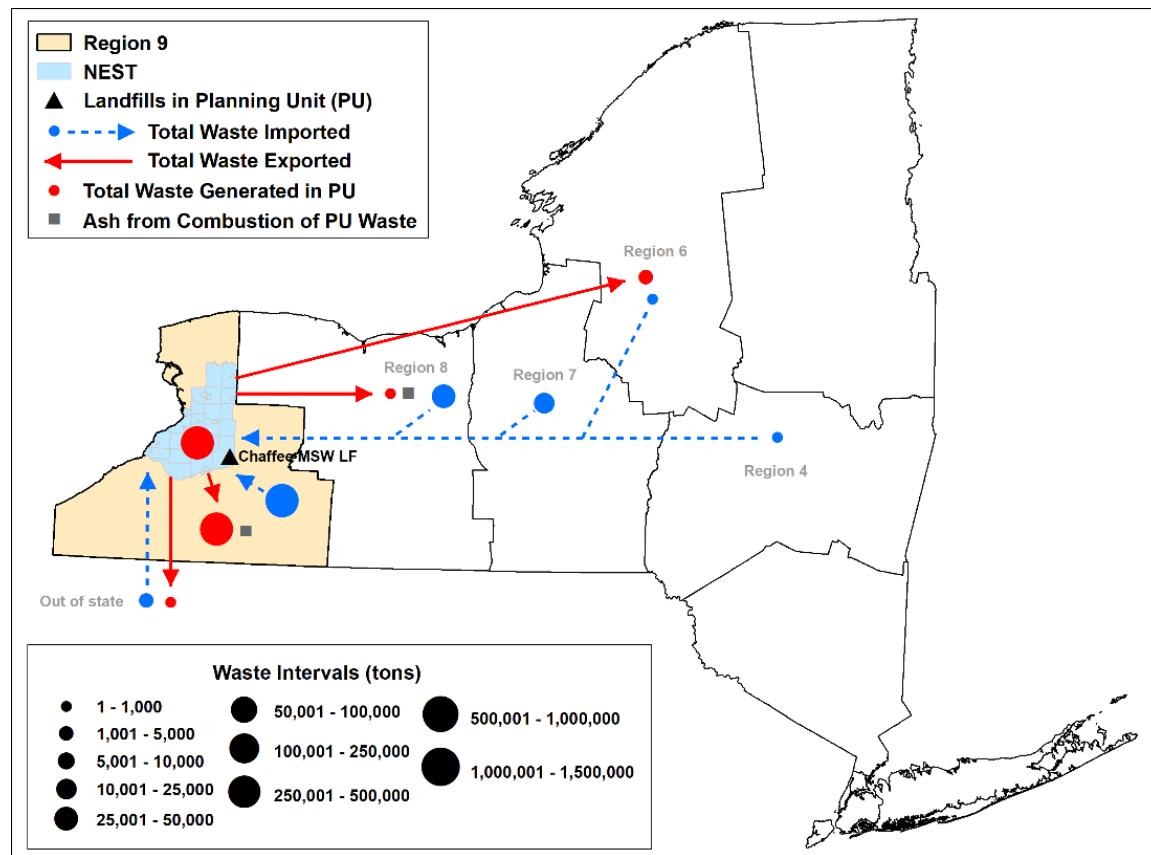 Region 9
NEST
Landfills in Planning Unit (PU)
Total Waste Imported
Total Waste Exported
Total Waste Generated in PU
Ash from Combustion of PU Waste
Region 6
Region 8
Region 7
Chaffee MSW LF
Region 4
Out of state
Waste Intervals (tons)
1 - 1,000
1,001 - 5,000
5,001 - 10,000
10,001 - 25,000
25,001 - 50,000
50,001 - 100,000
100,001 - 250,000
250,001 - 500,000
500,001 - 1,000,000
1,000,001 - 1,500,000